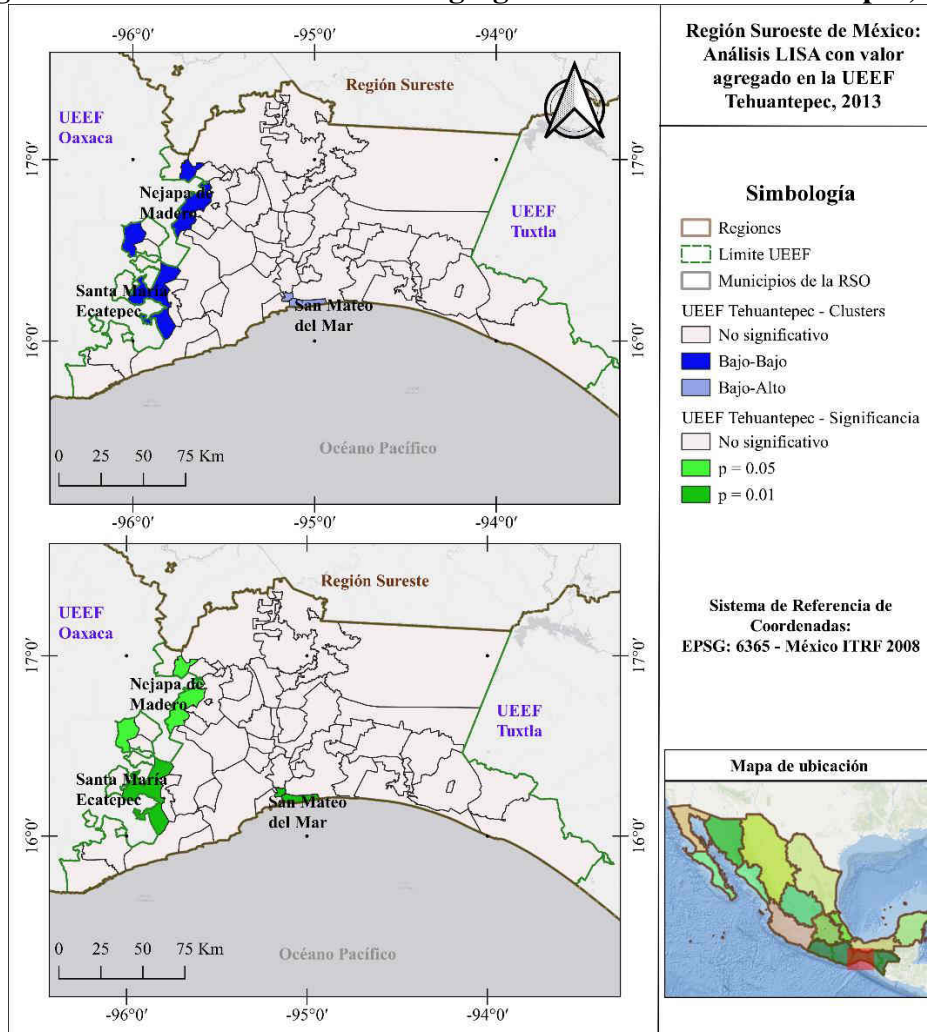 Región Suroeste de México:
Análisis LISA con valor
agregado en la UEEF
Tehuantepec, 2013
-96°0'
-95°0'
-94°0'
Región Sureste
UEEF
Oaxaca
17°0'
17°0'
Nejapa de
Madero
UEEF
Tuxtla
Santa María
Ecatepec
San Mateo
del Mar
16°0'
16°0'
Océano Pacífico
0 25 50 75 Km
-96°0'
-95°0'
-94°0'
Simbología
Regiones
Limite UEEF
Municipios de la RSO
UEEF Tehuantepec - Clusters
No significativo
Bajo-Bajo
Bajo-Alto
UEEF Tehuantepec - Significancia
No significativo
p = 0.05
p = 0.01
Región Sureste
UEEF
Oaxaca
17°0'
17°0'
Nejapa de
Madero
UEEF
Tuxtla
Santa María
Ecatepec
San Mateo
del Mar
16°0'
16°0'
Océano Pacífico
0 25 50 75 Km
-96°0'
-95°0'
-94°0'
Sistema de Referencia de
Coordenadas:
EPSG: 6365 - México ITRF 2008
Mapa de ubicación